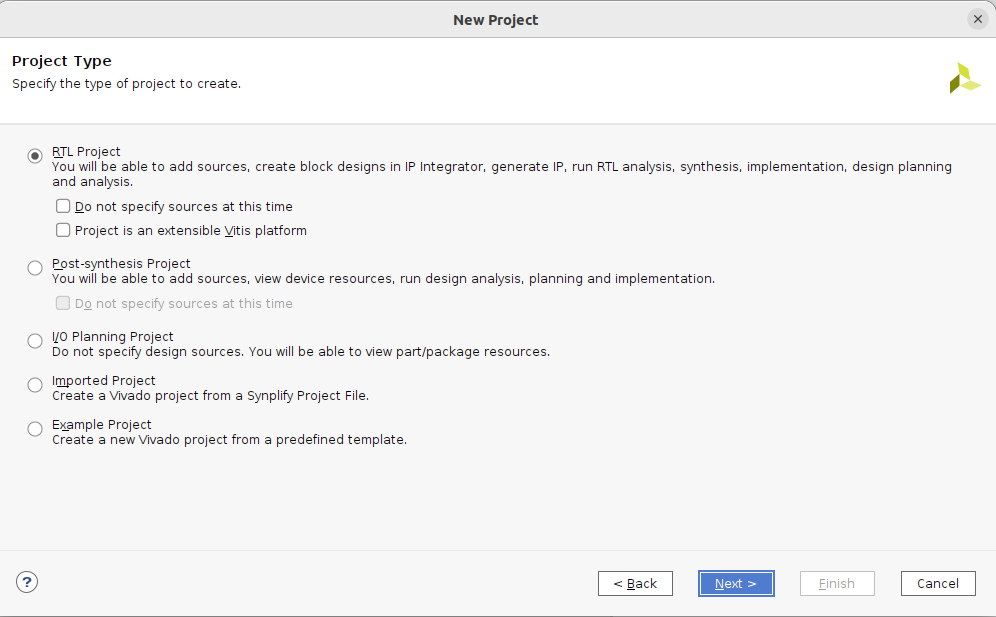 New Project
Project Type
Specify the type of project to create.
RTL Project
You will be able to add sources, create block designs in IP Integrator, generate IP, run RTL analysis, synthesis, implementation, design planning
and analysis.
Do not specify sources at this time
Project is an extensible Vitis platform
Post-synthesis Project
You will be able to add sources, view device resources, run design analysis, planning and implementation.
Do not specify sources at this time
I/O Planning Project
Do not specify design sources. You will be able to view part/package resources.
Imported Project
Create a Vivado project from a Synplify Project File.
Example Project
Create a new Vivado project from a predefined template.
? < Back Next > Finish Cancel